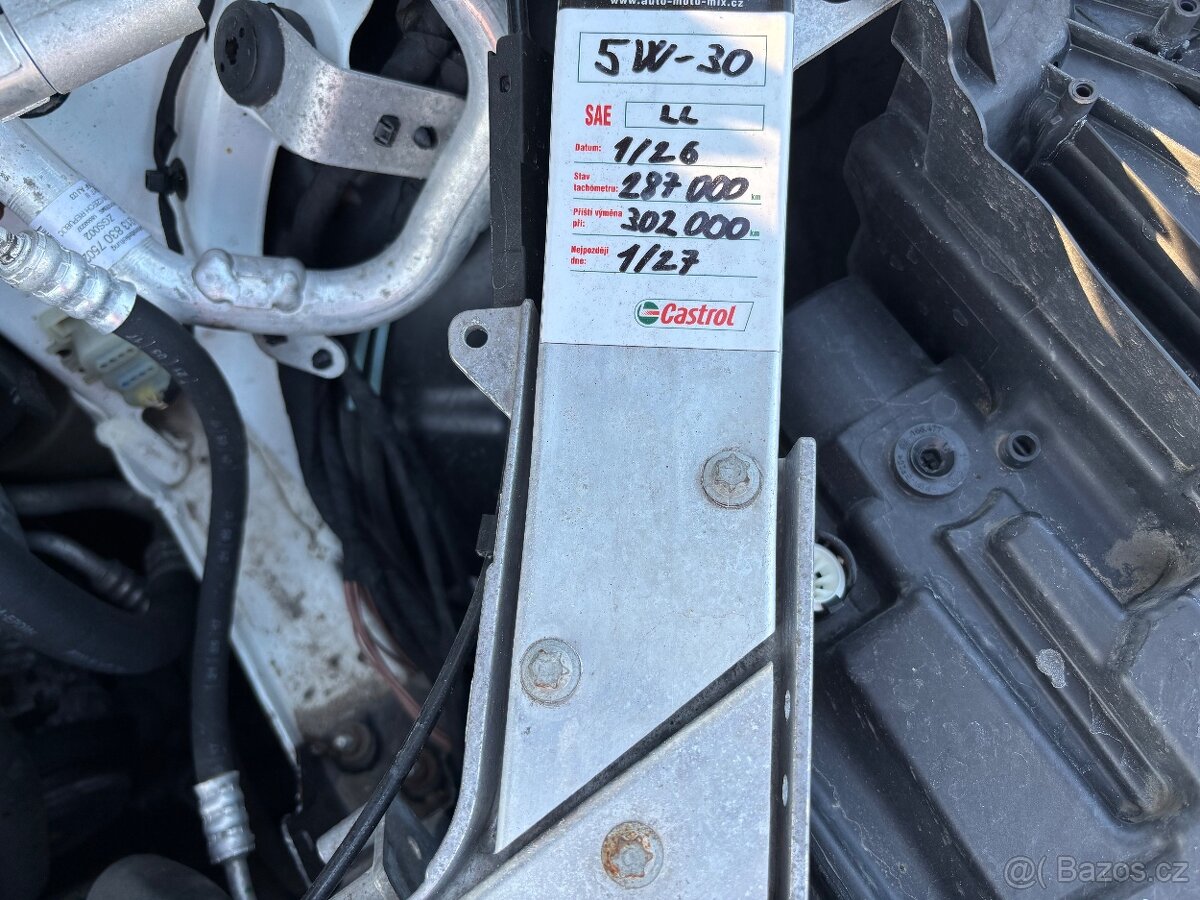 www.auto-moto-mix.cz
5W-30
SAE LL
Datum: 1/26
Stav tachometru: 287 000 km
Příští výměna při: 302 000 km
Nejpozději dne: 1/27
Castrol
ZGS002
Bazos.cz